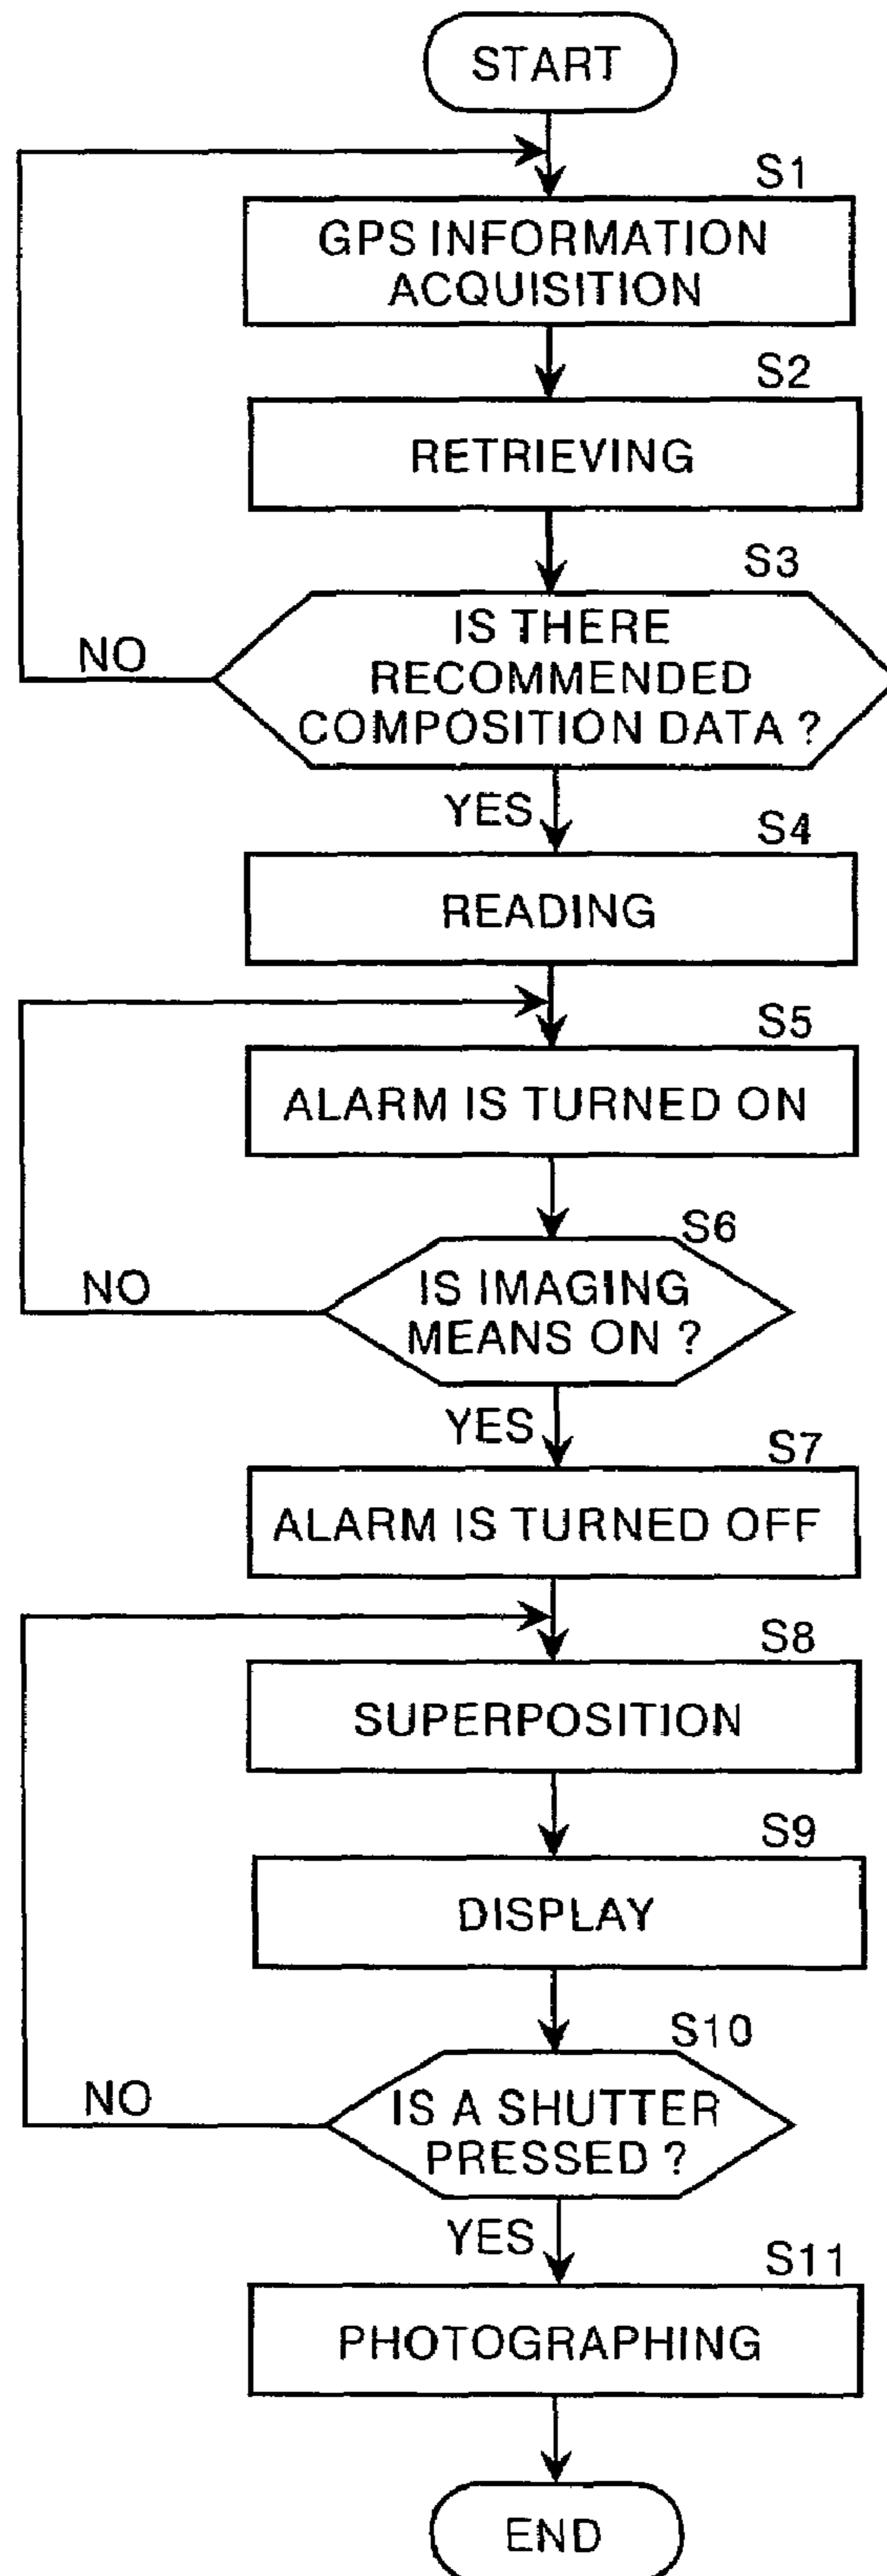 START
S1
GPS INFORMATION
ACQUISITION
S2
RETRIEVING
S3
IS THERE
RECOMMENDED
COMPOSITION DATA ?
NO
YES
S4
READING
S5
ALARM IS TURNED ON
S6
IS IMAGING
MEANS ON ?
NO
YES
S7
ALARM IS TURNED OFF
S8
SUPERPOSITION
S9
DISPLAY
S10
IS A SHUTTER
PRESSED ?
NO
YES
S11
PHOTOGRAPHING
END